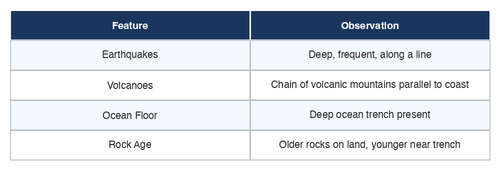 Feature Observation
Earthquakes Deep, frequent, along a line
Volcanoes Chain of volcanic mountains parallel to coast
Ocean Floor Deep ocean trench present
Rock Age Older rocks on land, younger near trench